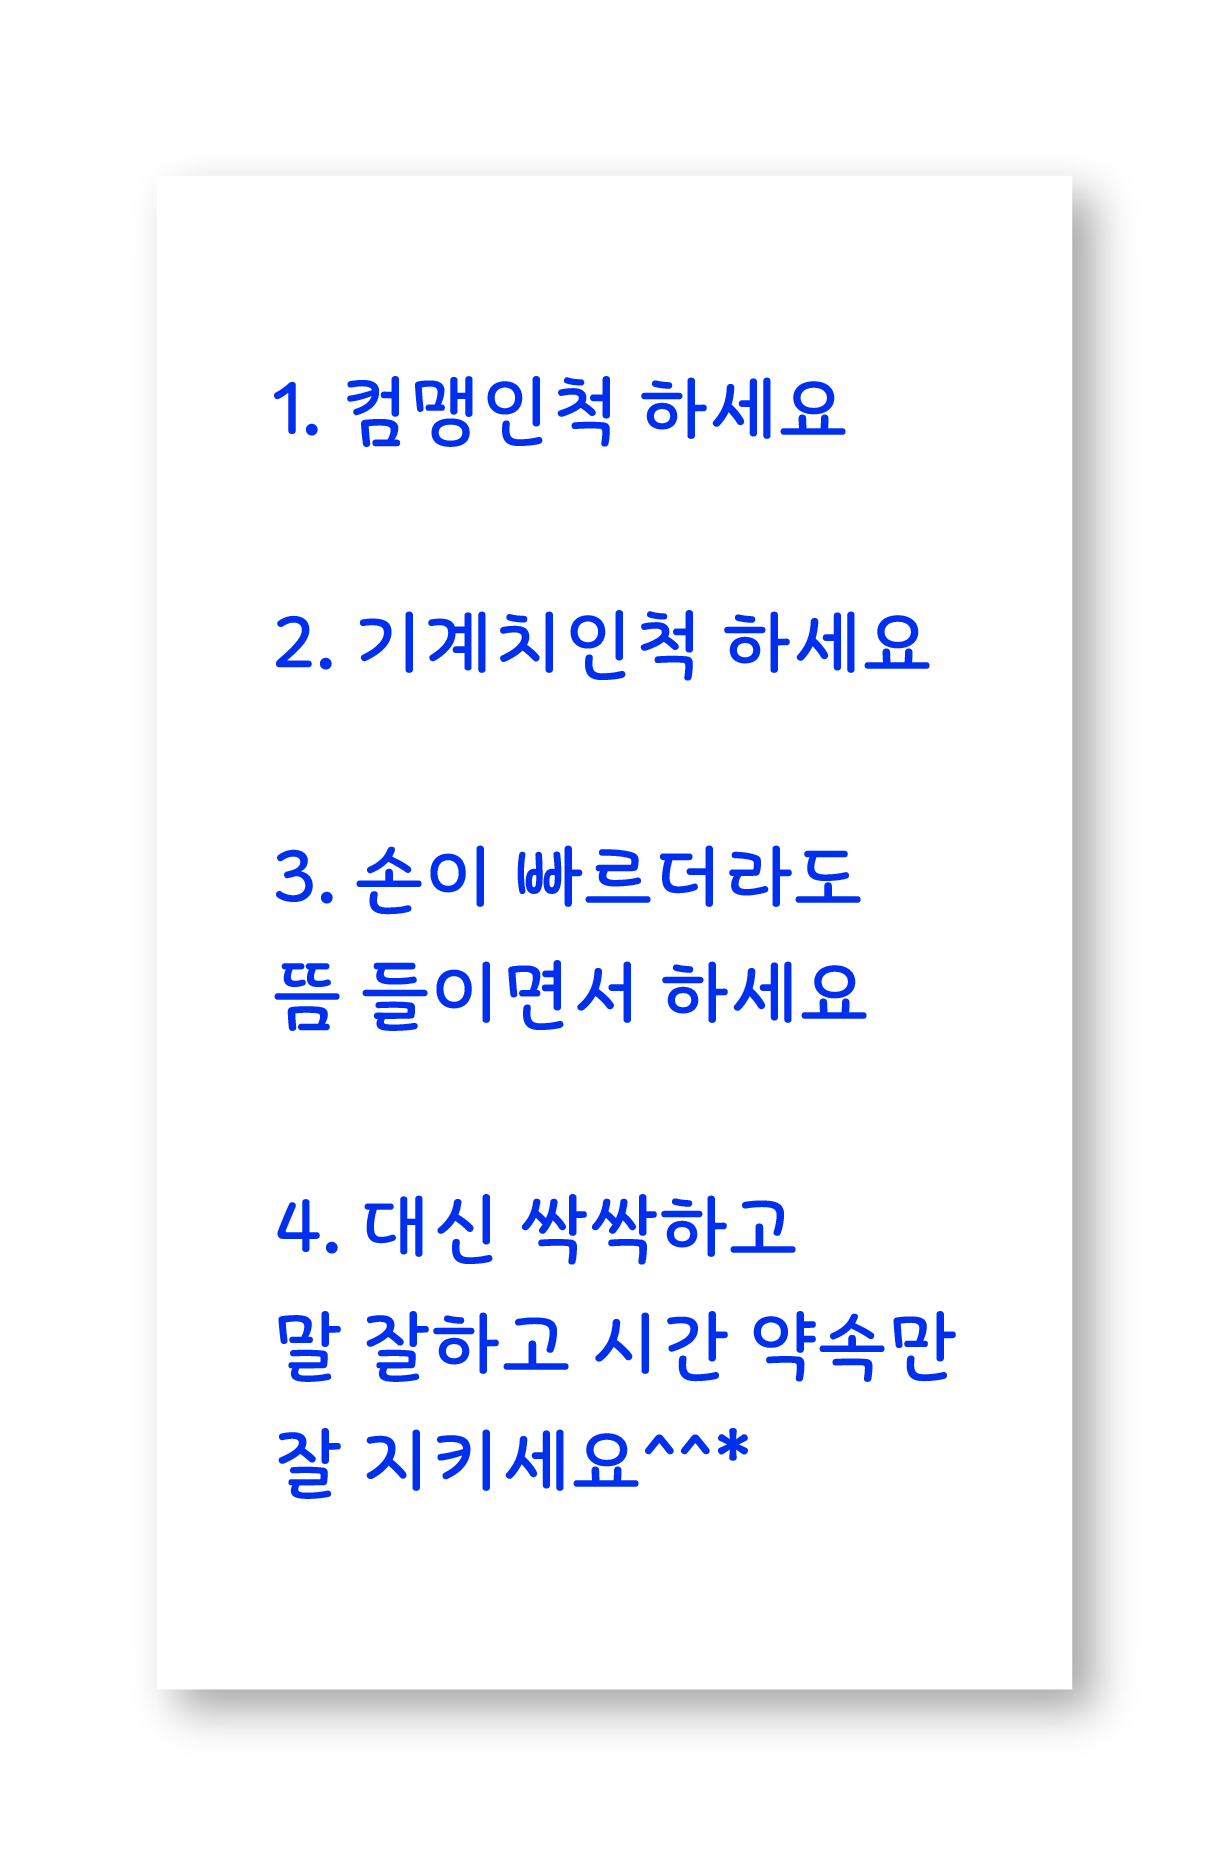 1. 컴맹인척 하세요
2. 기계치인척 하세요
3. 손이 빠르더라도
뜸 들이면서 하세요
4. 대신 싹싹하고
말 잘하고 시간 약속만
잘 지키세요^^*